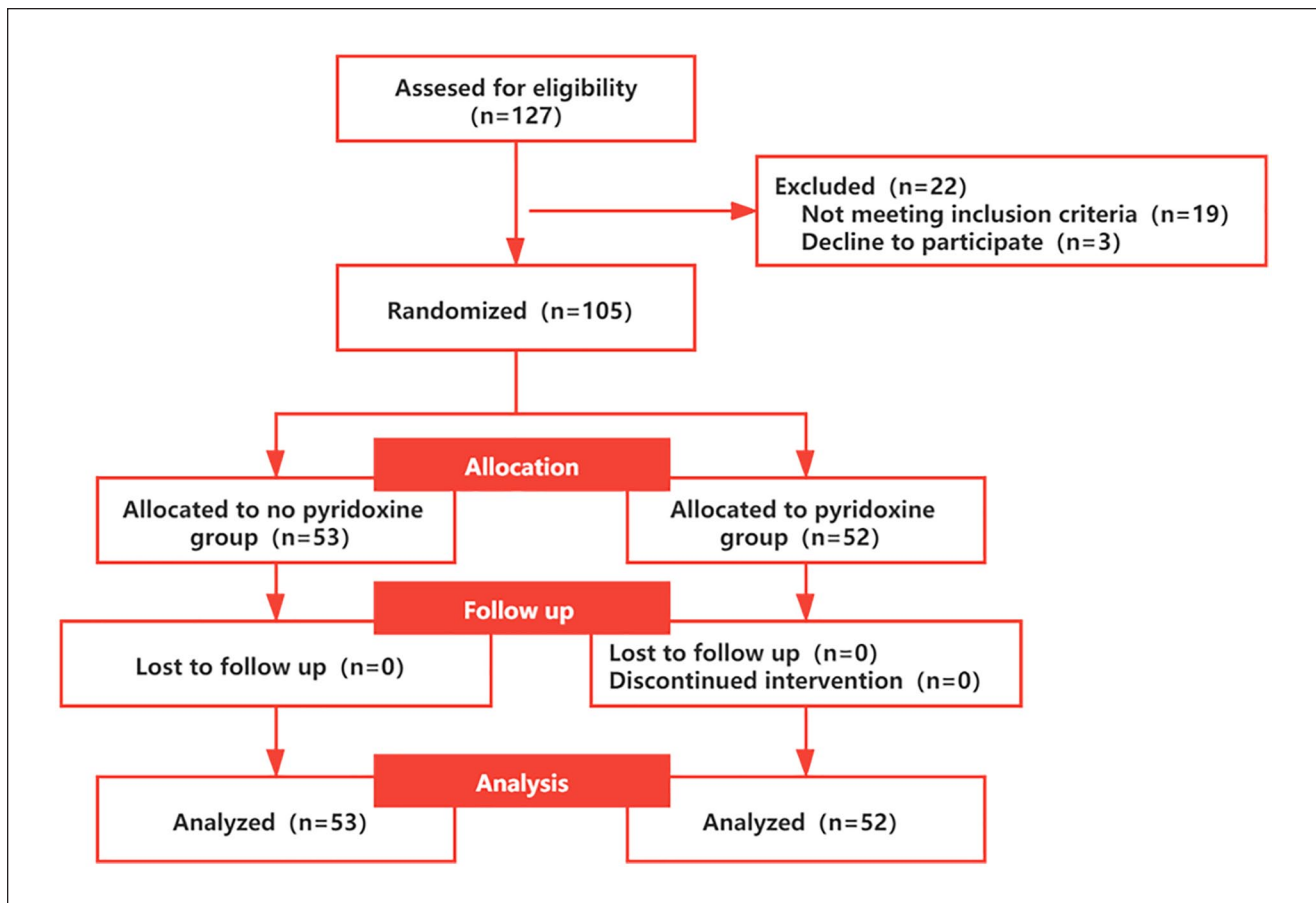 Assesed for eligibility
(n=127)
Excluded (n=22)
Not meeting inclusion criteria (n=19)
Decline to participate (n=3)
Randomized (n=105)
Allocation
Allocated to no pyridoxine
group (n=53)
Allocated to pyridoxine
group (n=52)
Follow up
Lost to follow up (n=0)
Lost to follow up (n=0)
Discontinued intervention (n=0)
Analysis
Analyzed (n=53)
Analyzed (n=52)